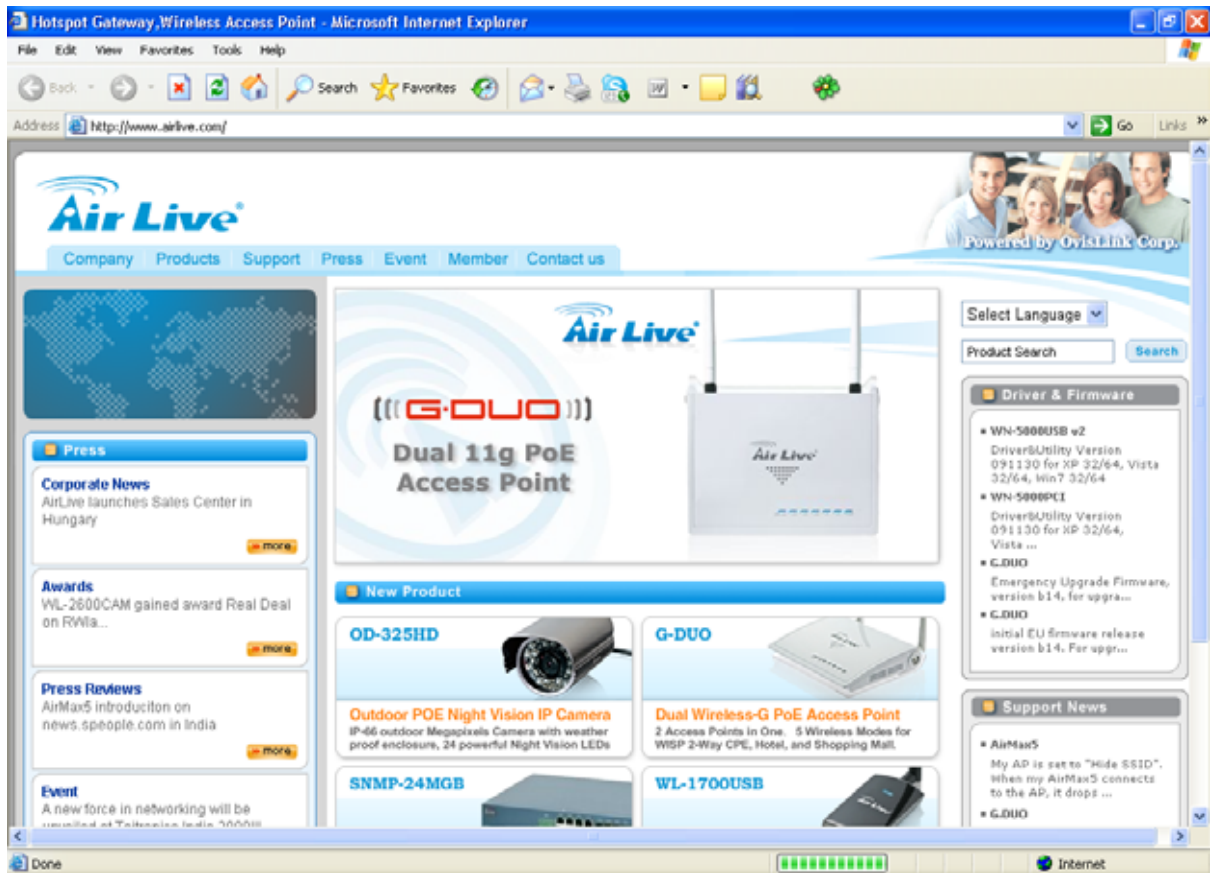 Hotspot Gateway,Wireless Access Point - Microsoft Internet Explorer
File Edit View Favorites Tools Help
Back Search Favorites
Address http://www.airlive.com/ Go Links
Air Live®
Powered by OvisLink Corp.
Company Products Support Press Event Member Contact us
Air Live
G·DUO
Dual 11g PoE
Access Point
Air Live
Select Language
Product Search Search
Press
Corporate News
AirLive launches Sales Center in
Hungary
more
Awards
WL-2600CAM gained award Real Deal
on RWla...
more
Press Reviews
AirMax5 introduciton on
news.speople.com in India
more
Event
A new force in networking will be
New Product
OD-325HD
Outdoor POE Night Vision IP Camera
IP-66 outdoor Megapixels Camera with weather
proof enclosure, 24 powerful Night Vision LEDs
G-DUO
Dual Wireless-G PoE Access Point
2 Access Points in One. 5 Wireless Modes for
WISP 2-Way CPE, Hotel, and Shopping Mall.
SNMP-24MGB
WL-1700USB
Driver & Firmware
WN-5000USB v2
Driver&Utility Version
091130 for XP 32/64, Vista
32/64, Win7 32/64
WN-5000PCI
Driver&Utility Version
091130 for XP 32/64,
Vista ...
G.DUO
Emergency Upgrade Firmware,
version b14, for upgra...
G.DUO
initial EU firmware release
version b14. For upgr...
Support News
AirMax5
My AP is set to "Hide SSID".
When my AirMax5 connects
to the AP, it drops ...
G.DUO
Done Internet